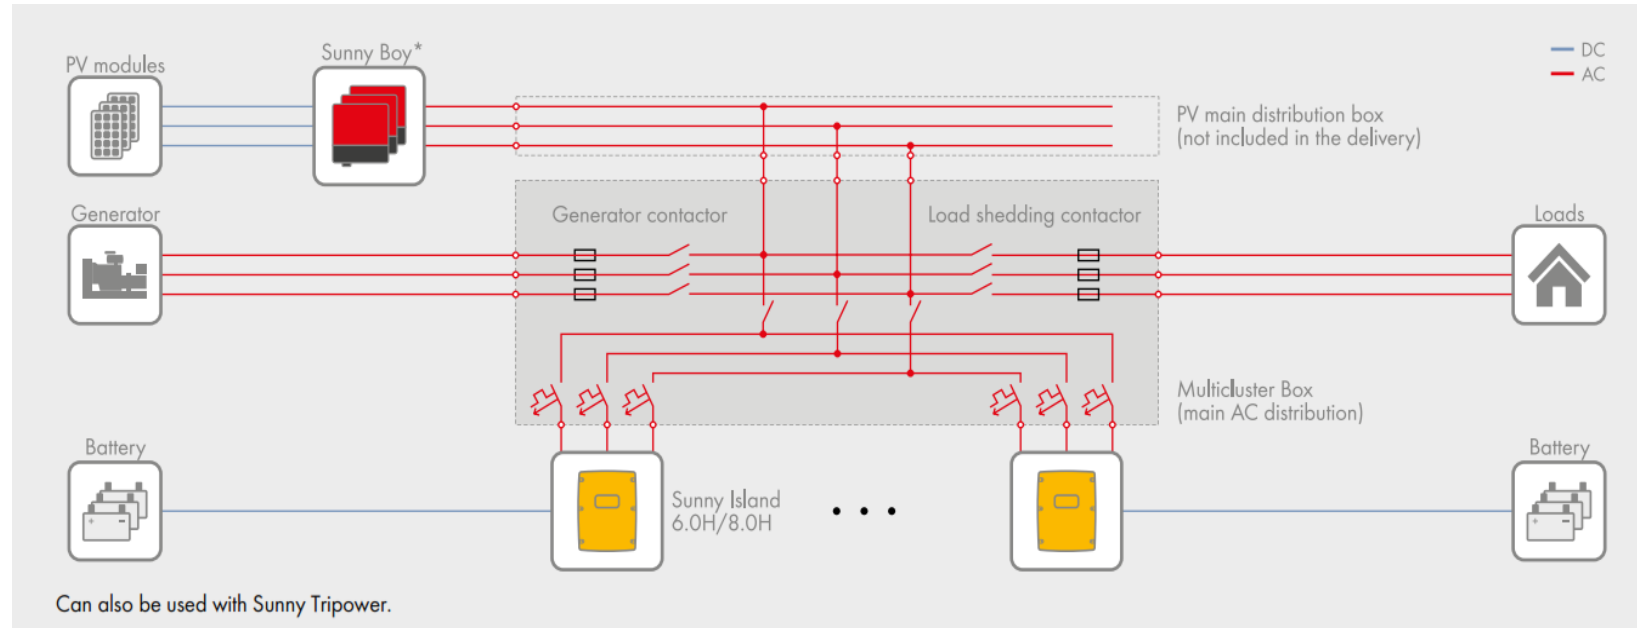 PV modules
Sunny Boy*
DC
AC
PV main distribution box
(not included in the delivery)
Generator
Generator contactor
Load shedding contactor
Loads
Multicluster Box
(main AC distribution)
Battery
Sunny Island
6.0H/8.0H
Battery
Can also be used with Sunny Tripower.